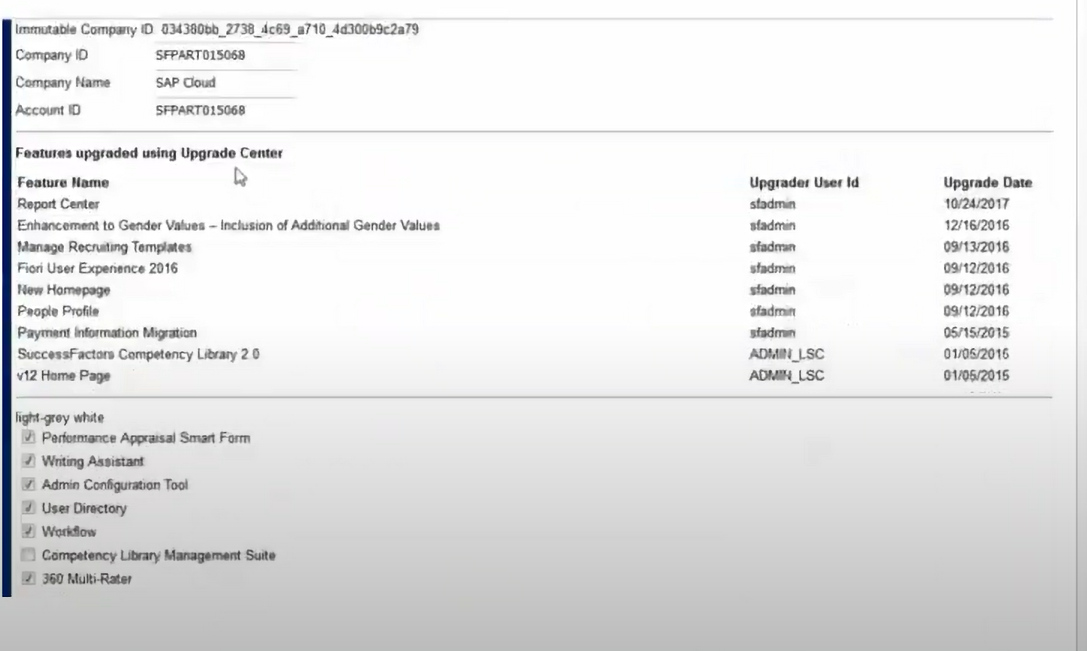 Immutable Company ID 034380bb_2738_4c69_a710_4d300b9c2a79
Company ID SFPART015068
Company Name SAP Cloud
Account ID SFPART015068
Features upgraded using Upgrade Center
Feature Name Upgrader User Id Upgrade Date
Report Center sfadmin 10/24/2017
Enhancement to Gender Values – Inclusion of Additional Gender Values sfadmin 12/16/2016
Manage Recruiting Templates sfadmin 09/13/2016
Fiori User Experience 2016 sfadmin 09/12/2016
New Homepage sfadmin 09/12/2016
People Profile sfadmin 09/12/2016
Payment Information Migration sfadmin 05/15/2015
SuccessFactors Competency Library 2.0 ADMIN_LSC 01/05/2015
v12 Home Page ADMIN_LSC 01/05/2015
light-grey white
Performance Appraisal Smart Form
Writing Assistant
Admin Configuration Tool
User Directory
Workflow
Competency Library Management Suite
360 Multi-Rater